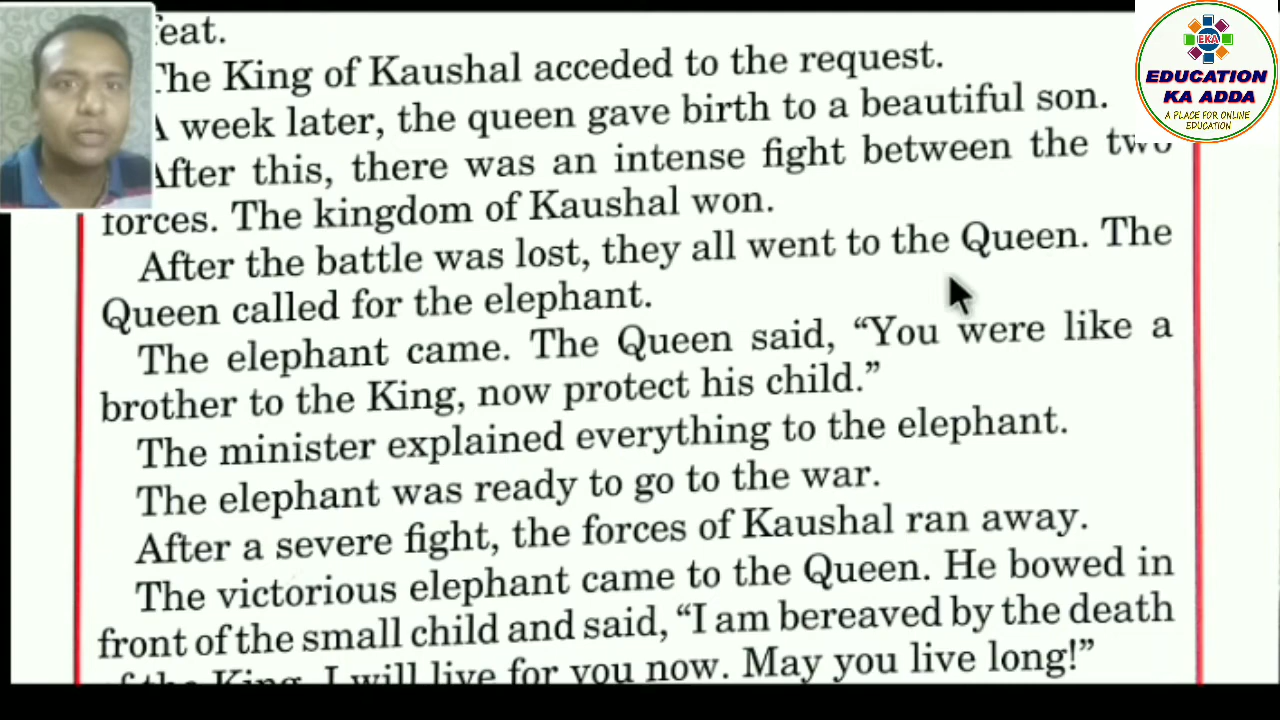 feat.
The King of Kaushal acceded to the request.
A week later, the queen gave birth to a beautiful son.
After this, there was an intense fight between the two
forces. The kingdom of Kaushal won.
After the battle was lost, they all went to the Queen. The
Queen called for the elephant.
The elephant came. The Queen said, “You were like a
brother to the King, now protect his child.”
The minister explained everything to the elephant.
The elephant was ready to go to the war.
After a severe fight, the forces of Kaushal ran away.
The victorious elephant came to the Queen. He bowed in
front of the small child and said, “I am bereaved by the death
of the King. I will live for you now. May you live long!”
EKA
EDUCATION
KA ADDA
A PLACE FOR ONLINE
EDUCATION